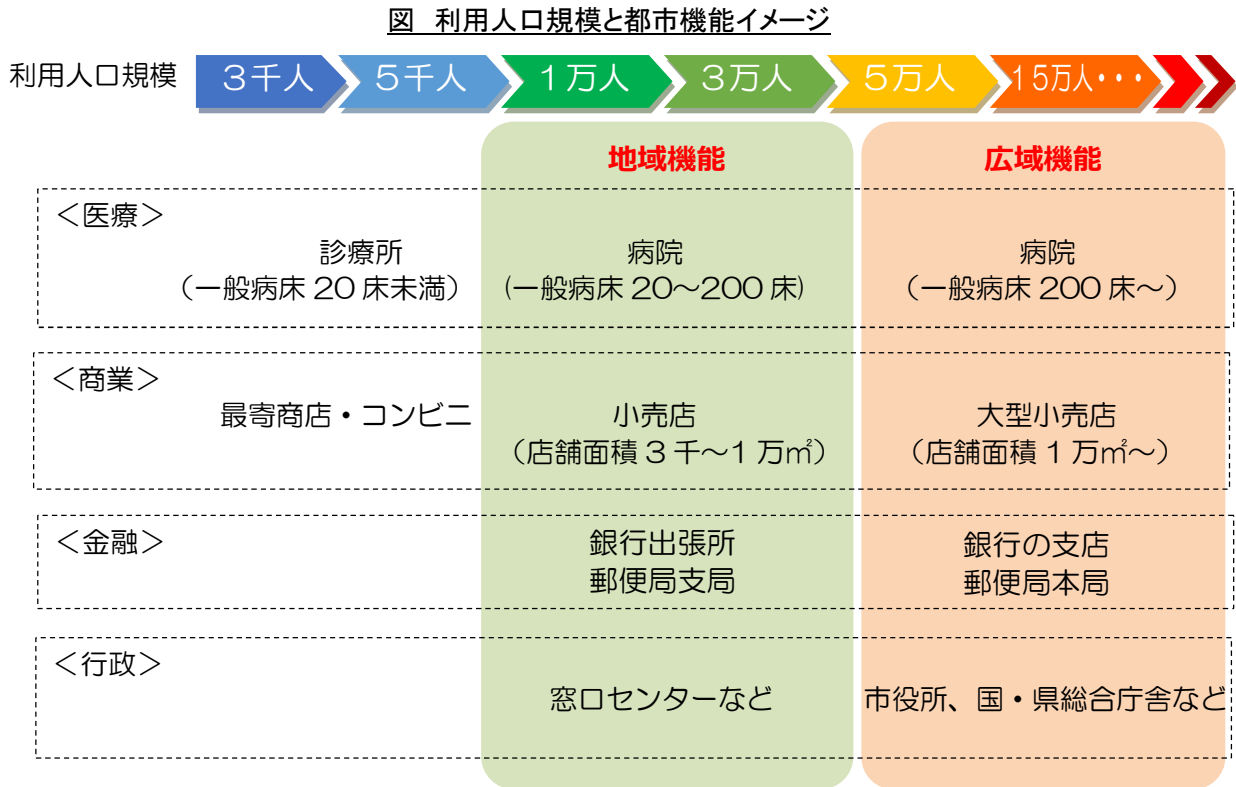 図 利用人口規模と都市機能イメージ
利用人口規模 3千人 5千人 1万人 3万人 5万人 15万人・・・
地域機能 広域機能
＜医療＞
診療所 病院 病院
（一般病床 20 床未満） (一般病床 20～200 床) （一般病床 200 床～）
＜商業＞
最寄商店・コンビニ 小売店 大型小売店
（店舗面積 3 千～1 万㎡） （店舗面積 1 万㎡～）
＜金融＞
銀行出張所 銀行の支店
郵便局支局 郵便局本局
＜行政＞
窓口センターなど 市役所、国・県総合庁舎など